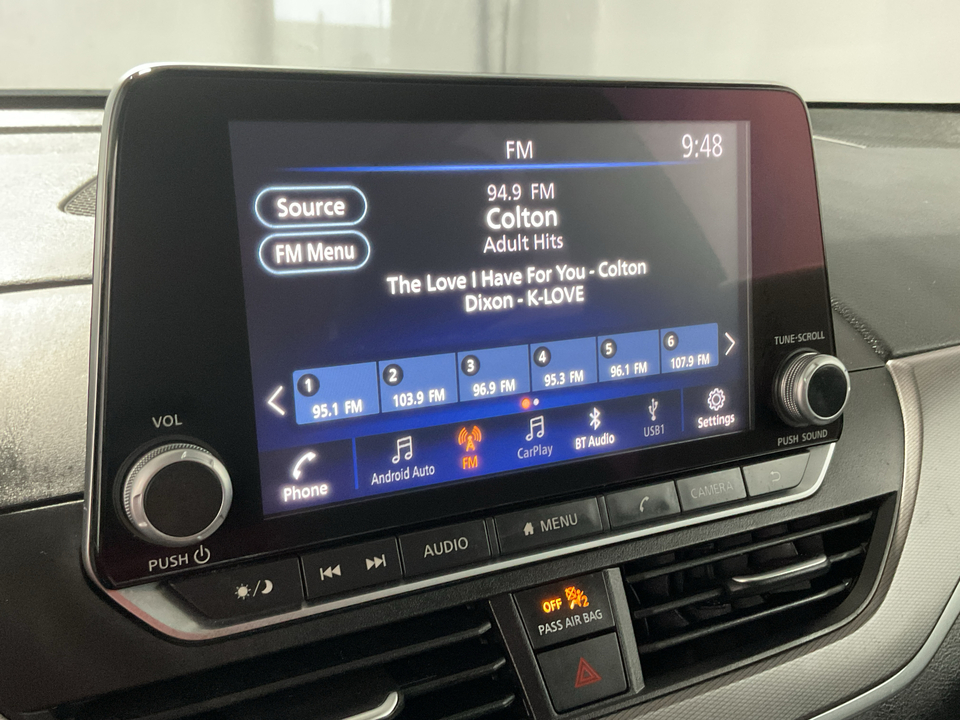 FM
9:48
Source
FM Menu
94.9 FM
Colton
Adult Hits
The Love I Have For You - Colton
Dixon - K-LOVE
1
95.1 FM
2
103.9 FM
3
96.9 FM
4
95.3 FM
5
96.1 FM
6
107.9 FM
Phone
Android Auto
FM
CarPlay
BT Audio
USB1
Settings
VOL
PUSH
TUNE·SCROLL
PUSH SOUND
AUDIO
MENU
CAMERA
OFF 2
PASS AIR BAG